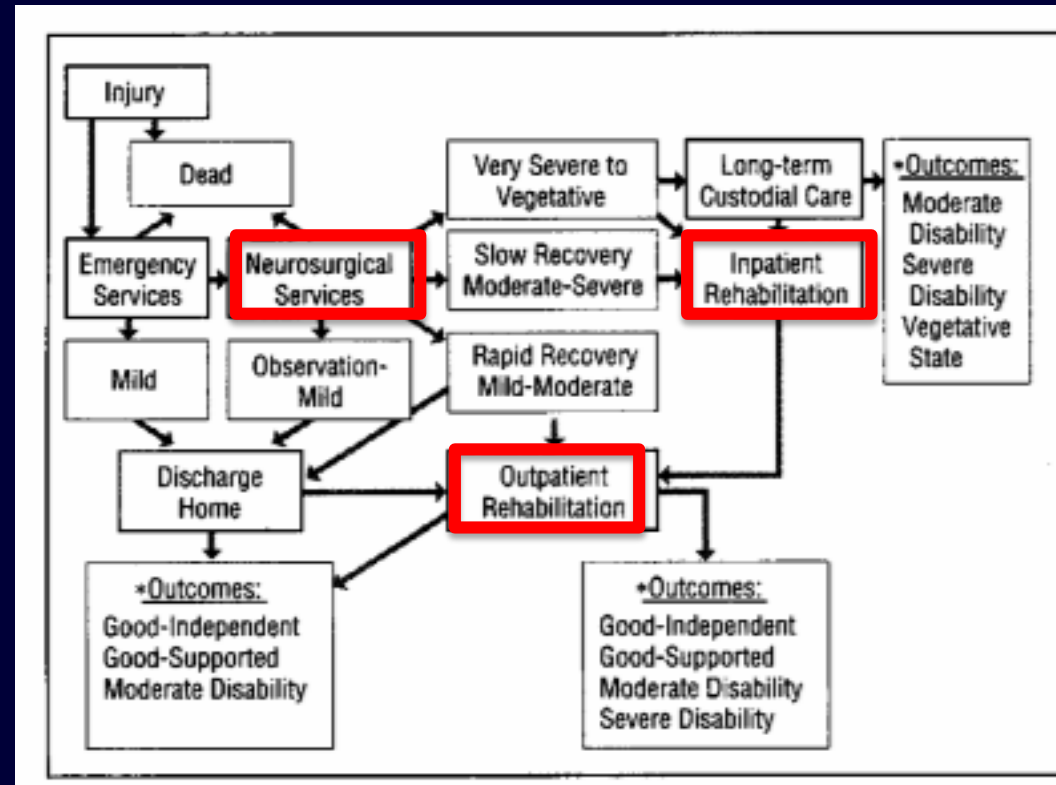 Injury
Dead
Very Severe to
Vegetative
Long-term
Custodial Care
*Outcomes:
Moderate
Disability
Severe
Disability
Vegetative
State
Emergency
Services
Neurosurgical
Services
Slow Recovery
Moderate-Severe
Inpatient
Rehabilitation
Mild
Observation-
Mild
Rapid Recovery
Mild-Moderate
Discharge
Home
Outpatient
Rehabilitation
*Outcomes:
Good-Independent
Good-Supported
Moderate Disability
*Outcomes:
Good-Independent
Good-Supported
Moderate Disability
Severe Disability